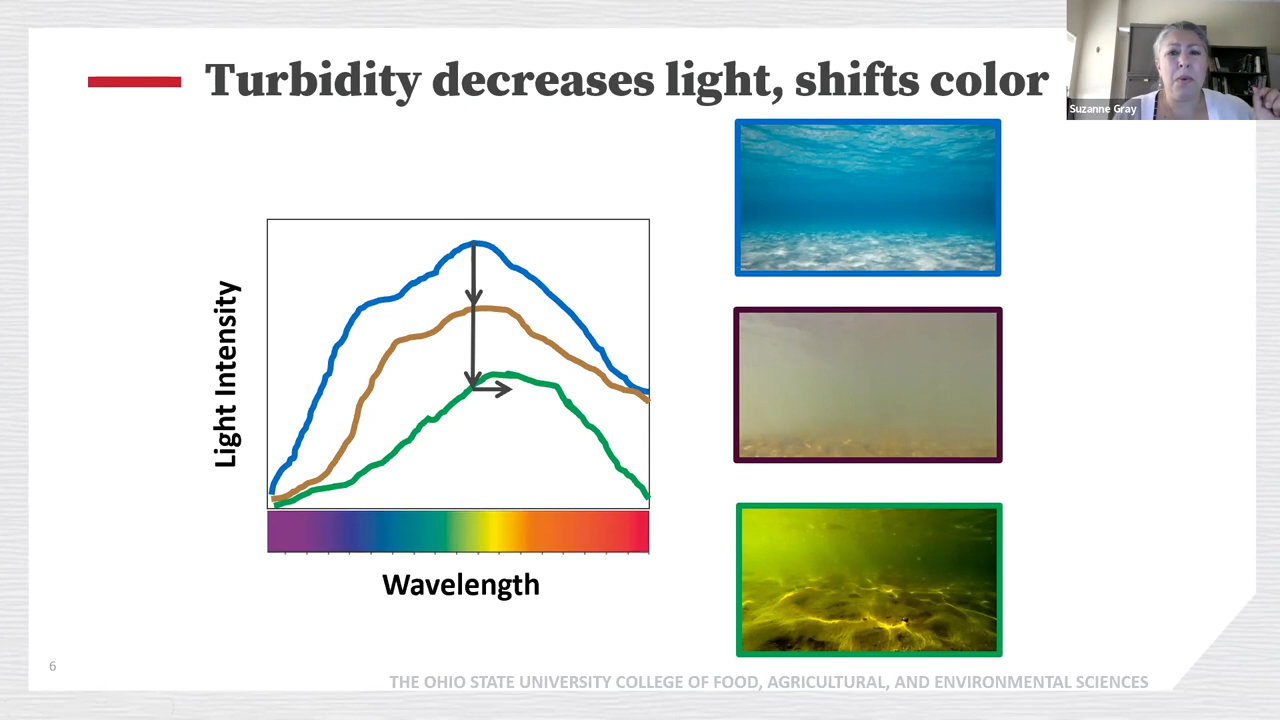 Turbidity decreases light, shifts color
Suzanne Gray
Light Intensity
Wavelength
6
THE OHIO STATE UNIVERSITY COLLEGE OF FOOD, AGRICULTURAL, AND ENVIRONMENTAL SCIENCES